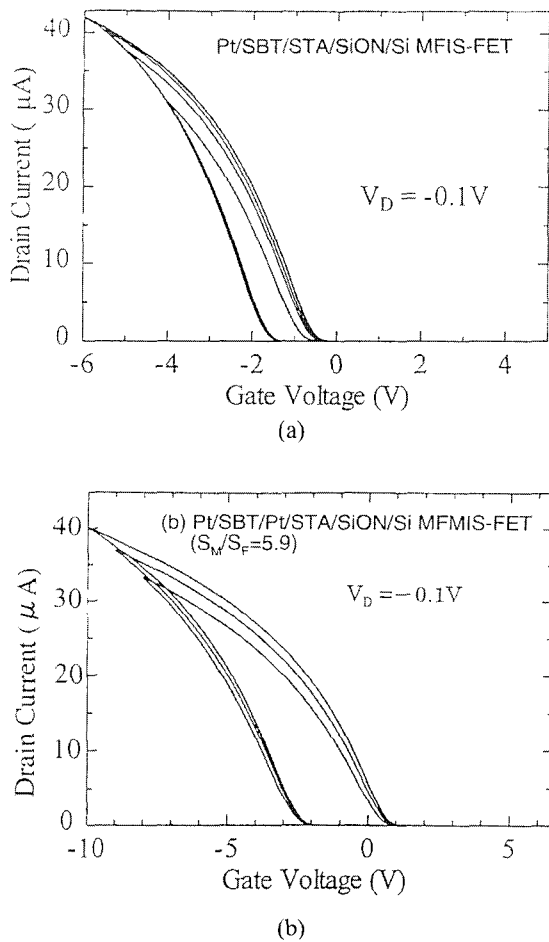 Pt/SBT/STA/SiON/Si MFIS-FET
V_D = -0.1V
Drain Current ( μA)
40
30
20
10
0
-6
-4
-2
0
2
4
Gate Voltage (V)
(a)
(b) Pt/SBT/Pt/STA/SiON/Si MFMIS-FET
(S_M/S_F=5.9)
V_D =−0.1V
Drain Current ( μ A)
40
30
20
10
0
-10
-5
0
5
Gate Voltage (V)
(b)